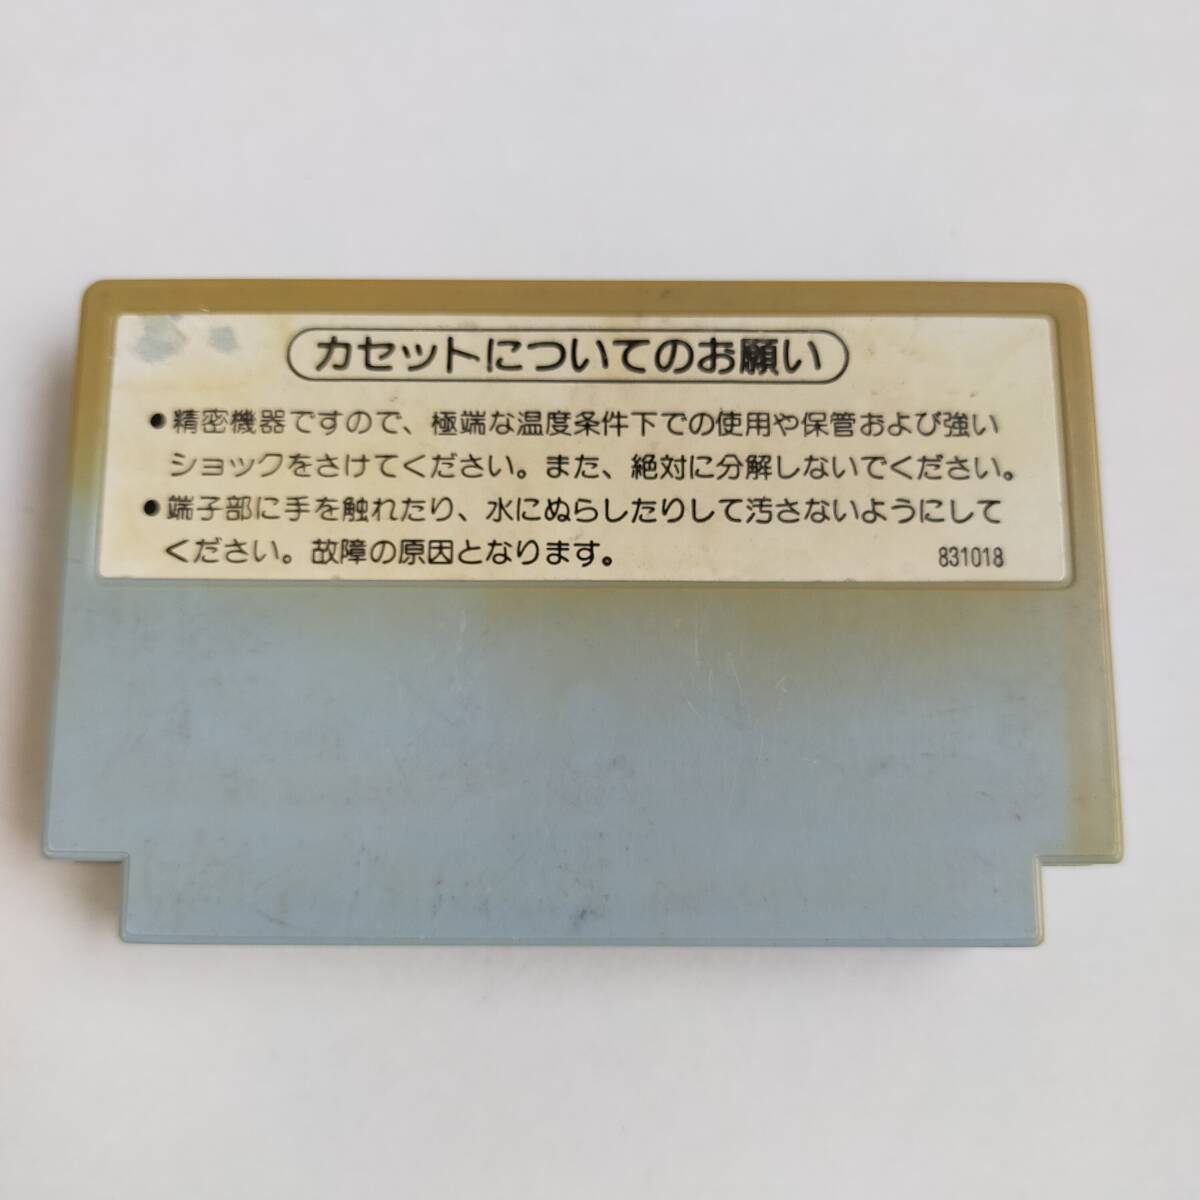 カセットについてのお願い
●精密機器ですので、極端な温度条件下での使用や保管および強い
ショックをさけてください。また、絶対に分解しないでください。
●端子部に手を触れたり、水にぬらしたりして汚さないようにして
ください。故障の原因となります。
831018